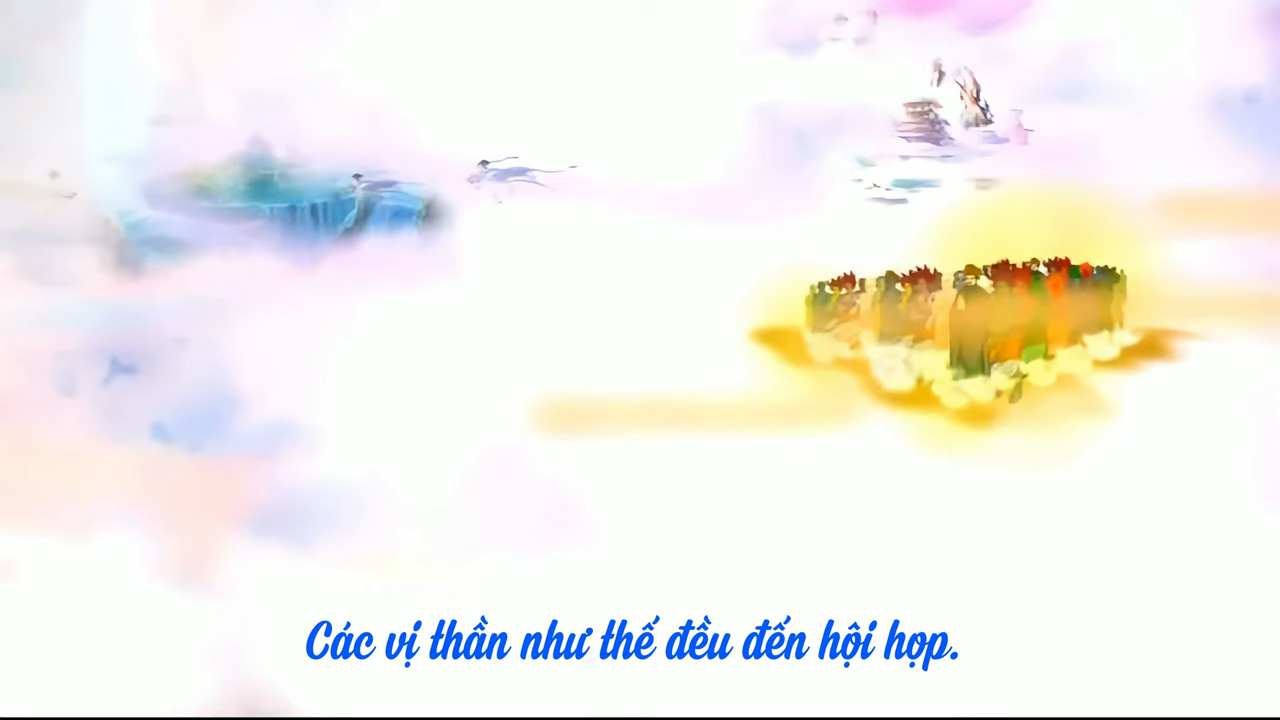 Các vị thần như thế đều đến hội họp.